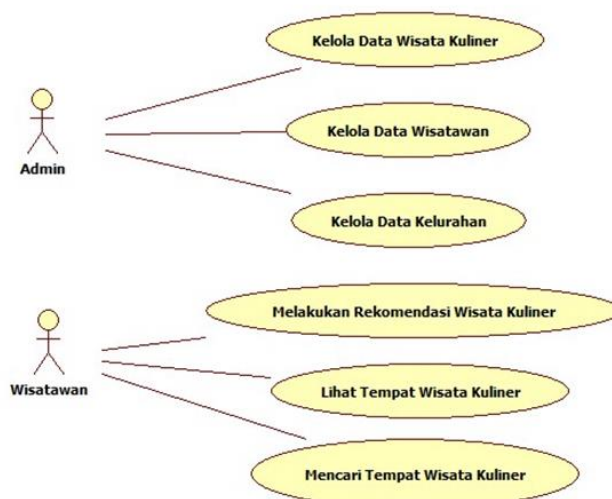 Kelola Data Wisata Kuliner
Kelola Data Wisatawan
Admin
Kelola Data Kelurahan
Melakukan Rekomendasi Wisata Kuliner
Wisatawan
Lihat Tempat Wisata Kuliner
Mencari Tempat Wisata Kuliner